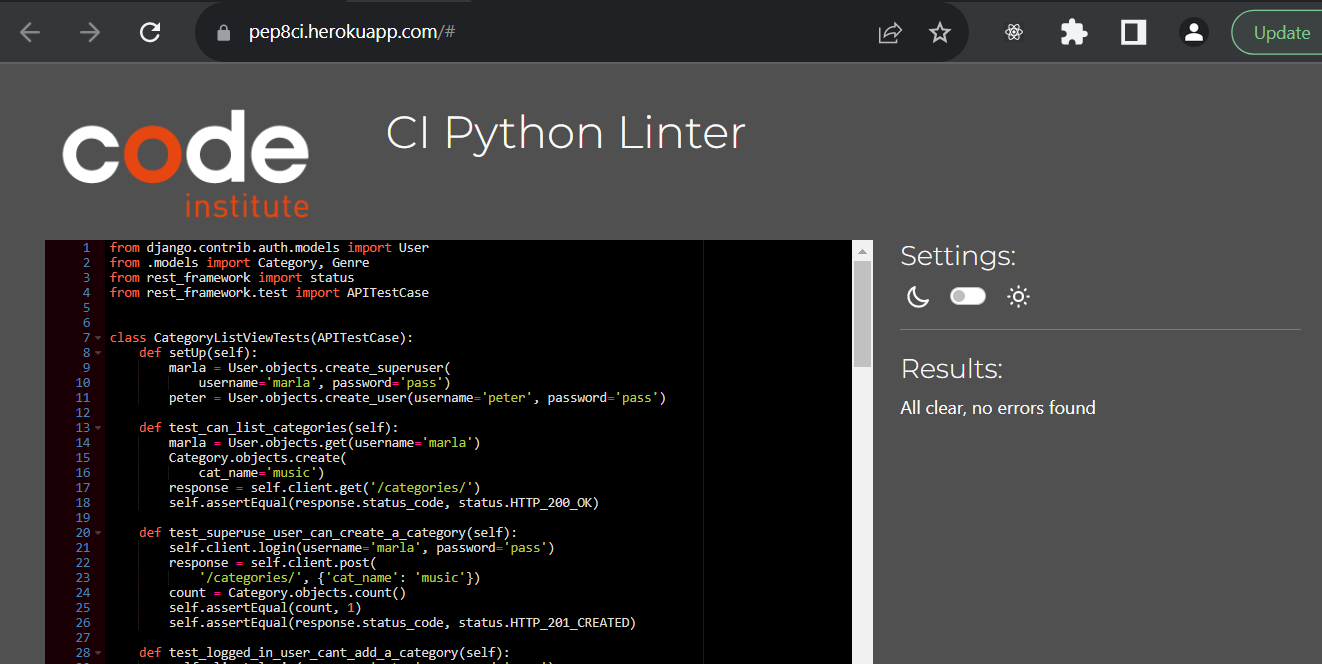 pep8ci.herokuapp.com/#
Update
code
institute
CI Python Linter
1 from django.contrib.auth.models import User
2 from .models import Category, Genre
3 from rest_framework import status
4 from rest_framework.test import APITestCase
5
6
7 class CategoryListViewTests(APITestCase):
8     def setUp(self):
9         marla = User.objects.create_superuser(
10             username='marla', password='pass')
11         peter = User.objects.create_user(username='peter', password='pass')
12
13     def test_can_list_categories(self):
14         marla = User.objects.get(username='marla')
15         Category.objects.create(
16             cat_name='music')
17         response = self.client.get('/categories/')
18         self.assertEqual(response.status_code, status.HTTP_200_OK)
19
20     def test_superuse_user_can_create_a_category(self):
21         self.client.login(username='marla', password='pass')
22         response = self.client.post(
23             '/categories/', {'cat_name': 'music'})
24         count = Category.objects.count()
25         self.assertEqual(count, 1)
26         self.assertEqual(response.status_code, status.HTTP_201_CREATED)
27
28     def test_logged_in_user_cant_add_a_category(self):
Settings:
Results:
All clear, no errors found